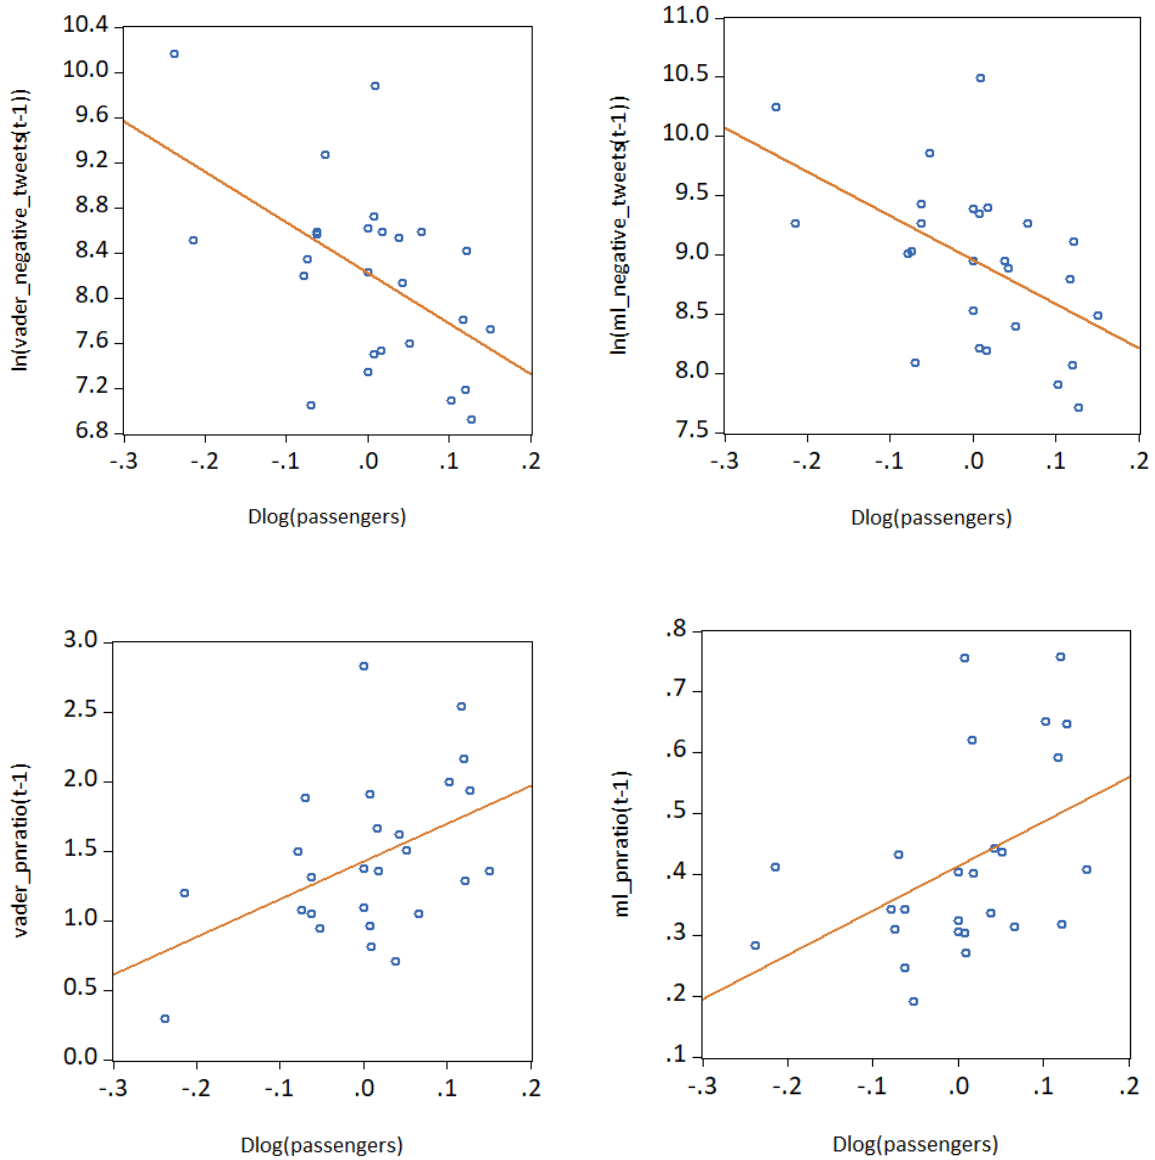 10.4
10.0
9.6
9.2
8.8
8.4
8.0
7.6
7.2
6.8
ln(vader_negative_tweets(t-1))
-.3 -.2 -.1 .0 .1 .2
Dlog(passengers)
11.0
10.5
10.0
9.5
9.0
8.5
8.0
7.5
ln(ml_negative_tweets(t-1))
-.3 -.2 -.1 .0 .1 .2
Dlog(passengers)
3.0
2.5
2.0
1.5
1.0
0.5
0.0
vader_pnratio(t-1)
-.3 -.2 -.1 .0 .1 .2
Dlog(passengers)
.8
.7
.6
.5
.4
.3
.2
.1
ml_pnratio(t-1)
-.3 -.2 -.1 .0 .1 .2
Dlog(passengers)